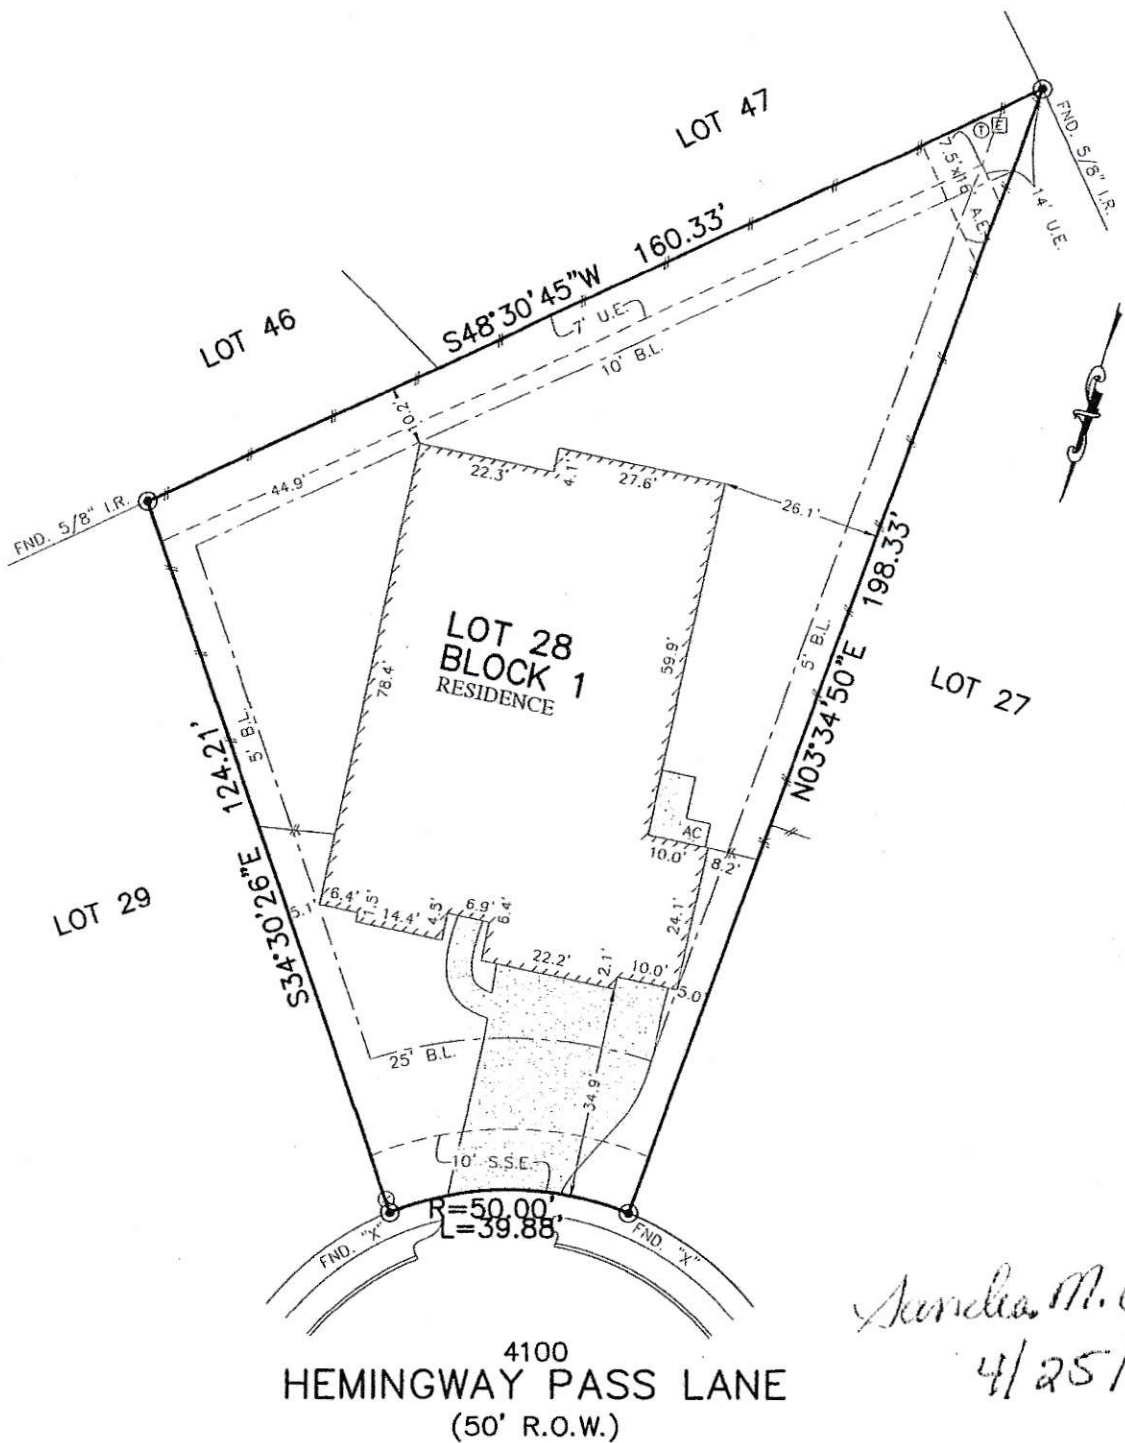 LOT 47
FND. 5/8" I.R.
T E
7.5'x16' A.E.
14' U.E.
S48°30'45"W 160.33'
LOT 46
7' U.E.
10' B.L.
10.2'
44.9'
FND. 5/8" I.R.
22.3'
4.1'
27.6'
26.1'
LOT 28
BLOCK 1
RESIDENCE
78.4'
59.9'
5' B.L.
N03°34'50"E 198.33'
LOT 27
5' B.L.
S34°30'26"E 124.21'
LOT 29
AC
10.0'
8.2'
5.1'
6.4'
1.5'
14.4'
4.3'
6.9'
6.4'
24.1'
22.2'
2.1'
10.0'
5.0'
25' B.L.
34.9'
10' S.S.E.
R=50.00'
L=39.88'
FND. "X"
FND. "X"
4100
HEMINGWAY PASS LANE
(50' R.O.W.)
M.
4/25/